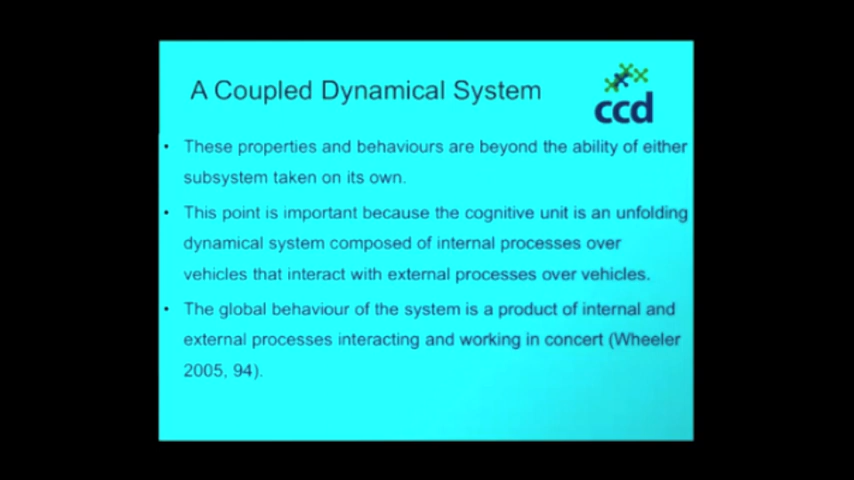 A Coupled Dynamical System
ccd
• These properties and behaviours are beyond the ability of either
subsystem taken on its own.
• This point is important because the cognitive unit is an unfolding
dynamical system composed of internal processes over
vehicles that interact with external processes over vehicles.
• The global behaviour of the system is a product of internal and
external processes interacting and working in concert (Wheeler
2005, 94).